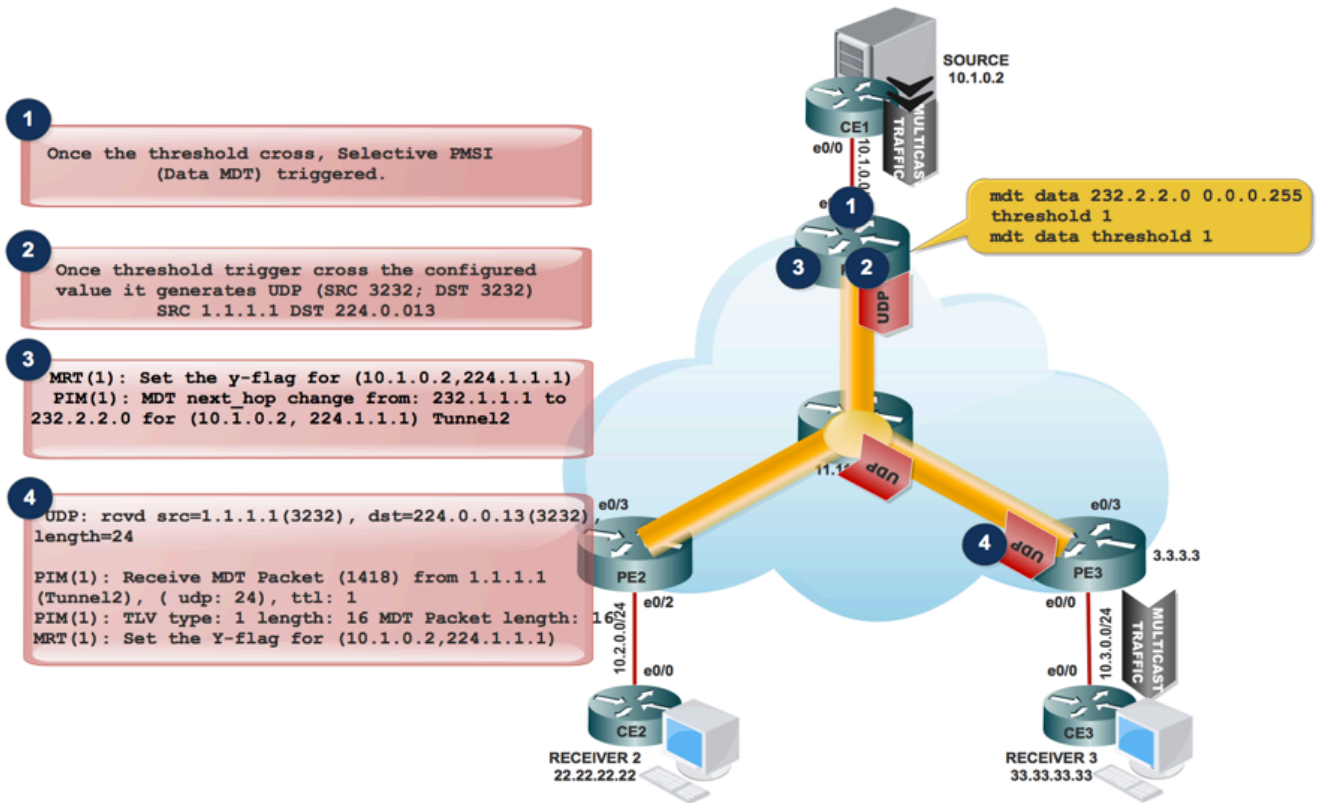 1
Once the threshold cross, Selective PMSI
(Data MDT) triggered.
2
Once threshold trigger cross the configured
value it generates UDP (SRC 3232; DST 3232)
SRC 1.1.1.1 DST 224.0.013
3
MRT(1): Set the y-flag for (10.1.0.2,224.1.1.1)
PIM(1): MDT next_hop change from: 232.1.1.1 to
232.2.2.0 for (10.1.0.2, 224.1.1.1) Tunnel2
4
UDP: rcvd src=1.1.1.1(3232), dst=224.0.0.13(3232),
length=24
PIM(1): Receive MDT Packet (1418) from 1.1.1.1
(Tunnel2), ( udp: 24), ttl: 1
PIM(1): TLV type: 1 length: 16 MDT Packet length: 16
MRT(1): Set the Y-flag for (10.1.0.2,224.1.1.1)
SOURCE
10.1.0.2
CE1
MULTICAST
TRAFFIC
e0/0
1
mdt data 232.2.2.0 0.0.0.255
threshold 1
mdt data threshold 1
3
2
UDP
UDP
e0/3
PE2
e0/2
10.2.0.0/24
e0/0
CE2
RECEIVER 2
22.22.22.22
4
UDP
e0/3
3.3.3.3
PE3
e0/0
10.3.0.0/24
MULTICAST
TRAFFIC
e0/0
CE3
RECEIVER 3
33.33.33.33